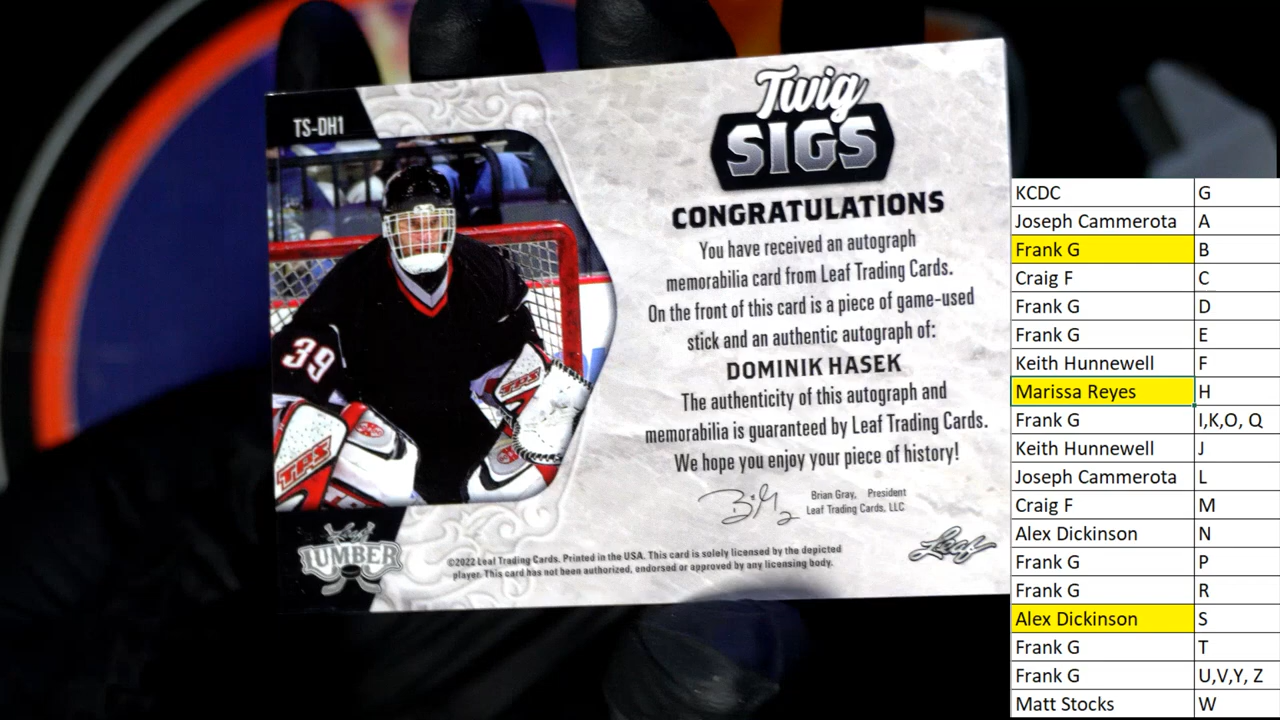 TS-DH1
39
TPS
TPS
Twig
SIGS
CONGRATULATIONS
You have received an autograph
memorabilia card from Leaf Trading Cards.
On the front of this card is a piece of game-used
stick and an authentic autograph of:
DOMINIK HASEK
The authenticity of this autograph and
memorabilia is guaranteed by Leaf Trading Cards.
We hope you enjoy your piece of history!
Brian Gray, President
Leaf Trading Cards, LLC
Leaf
LUMBER
©2022 Leaf Trading Cards. Printed in the USA. This card is solely licensed by the depicted
player. This card has not been authorized, endorsed or approved by any licensing body.
Leaf
KCDC G
Joseph Cammerota A
Frank G B
Craig F C
Frank G D
Frank G E
Keith Hunnewell F
Marissa Reyes H
Frank G I,K,O, Q
Keith Hunnewell J
Joseph Cammerota L
Craig F M
Alex Dickinson N
Frank G P
Frank G R
Alex Dickinson S
Frank G T
Frank G U,V,Y, Z
Matt Stocks W